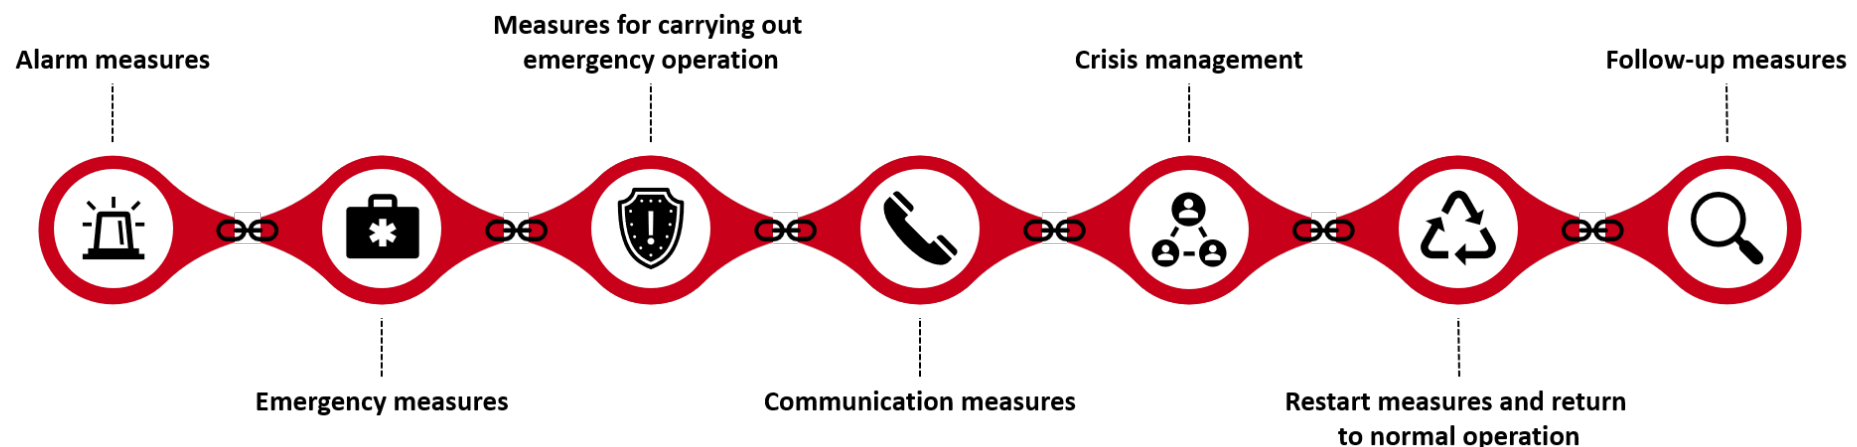 Alarm measures
Emergency measures
Measures for carrying out
emergency operation
Communication measures
Crisis management
Restart measures and return
to normal operation
Follow-up measures